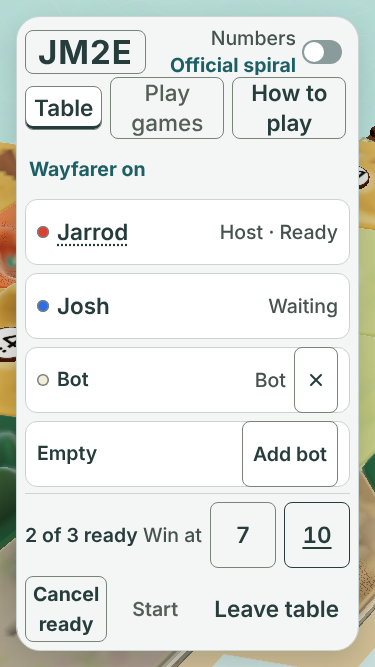 JM2E
Numbers
Official spiral
Table
Play games
How to play
Wayfarer on
Jarrod
Host · Ready
Josh
Waiting
Bot
Bot
×
Empty
Add bot
2 of 3 ready Win at
7
10
Cancel ready
Start
Leave table